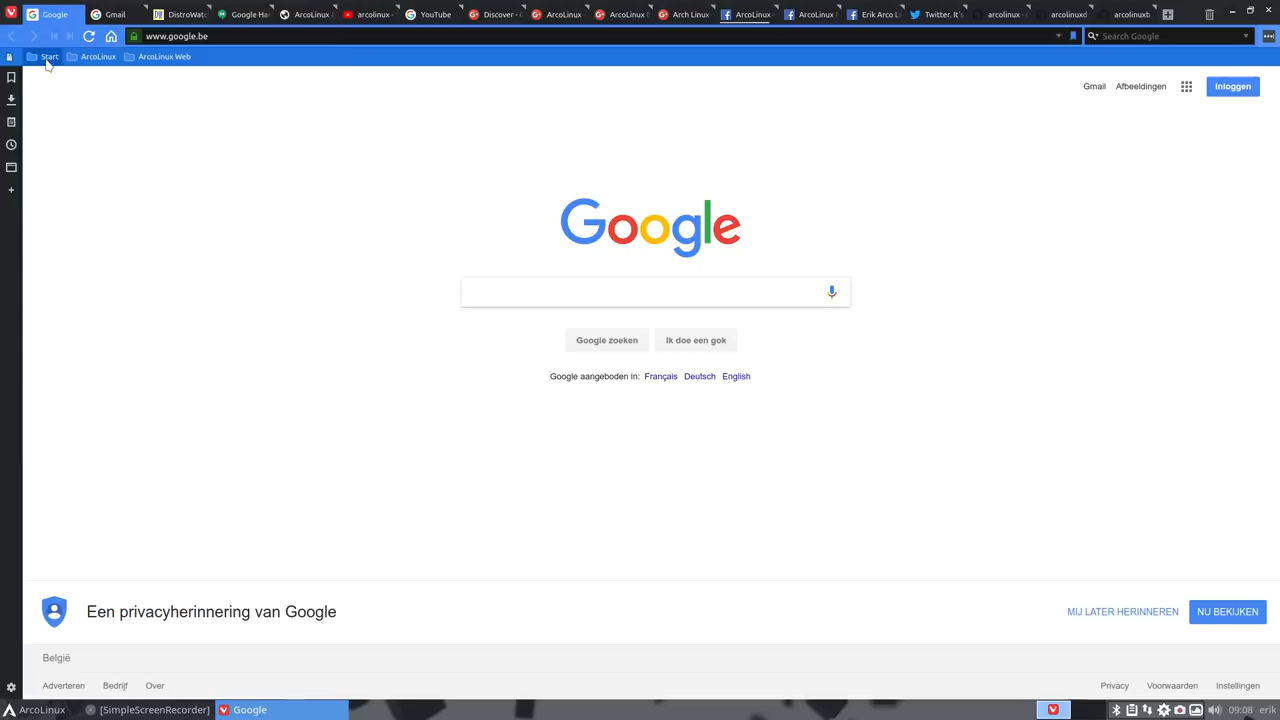 Google Gmail DistroWat Google Ha ArcoLinux arcolinux YouTube Discover - ArcoLinux ArcoLinux Arch Linux ArcoLinux ArcoLinux Erik Arco Li Twitter. It's arcolinux arcolinuxd arcolinuxb
www.google.be Search Google
Start ArcoLinux ArcoLinux Web
Gmail Afbeeldingen Inloggen
Google
Google zoeken Ik doe een gok
Google aangeboden in: Français Deutsch English
Een privacyherinnering van Google MIJ LATER HERINNEREN NU BEKIJKEN
België
Adverteren Bedrijf Over Privacy Voorwaarden Instellingen
ArcoLinux [SimpleScreenRecorder] Google 09:08 erik